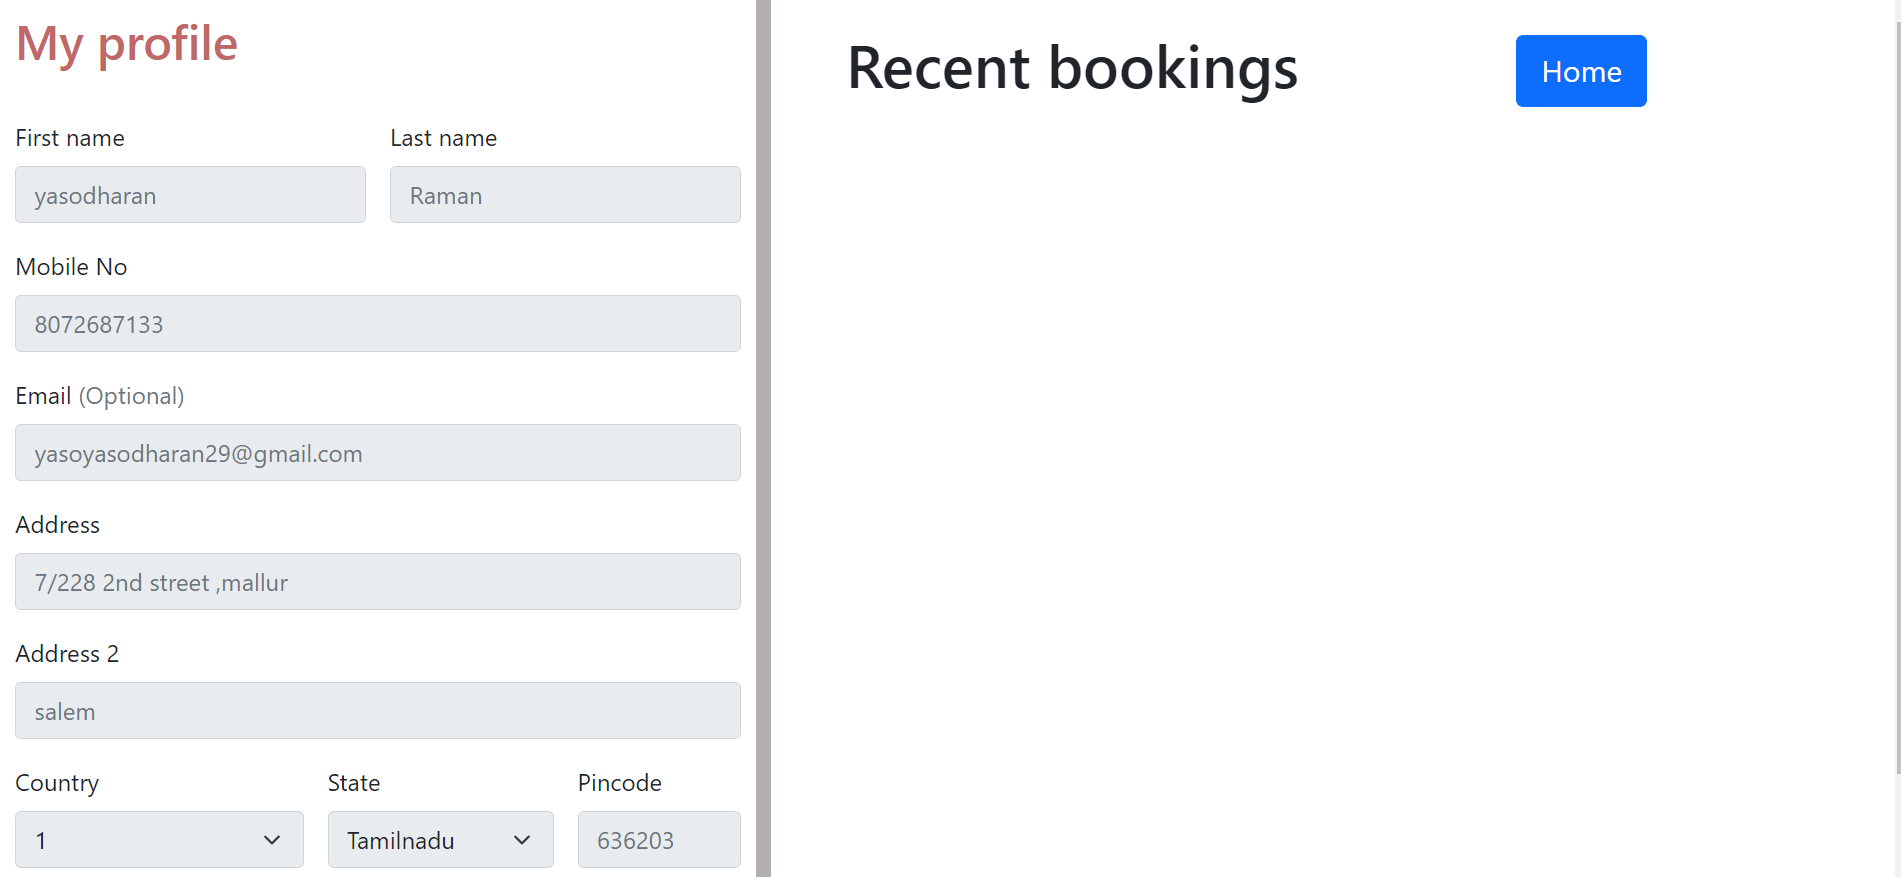 My profile
First name
Last name
yasodharan
Raman
Mobile No
8072687133
Email (Optional)
yasoyasodharan29@gmail.com
Address
7/228 2nd street ,mallur
Address 2
salem
Country
State
Pincode
1
Tamilnadu
636203
Recent bookings
Home